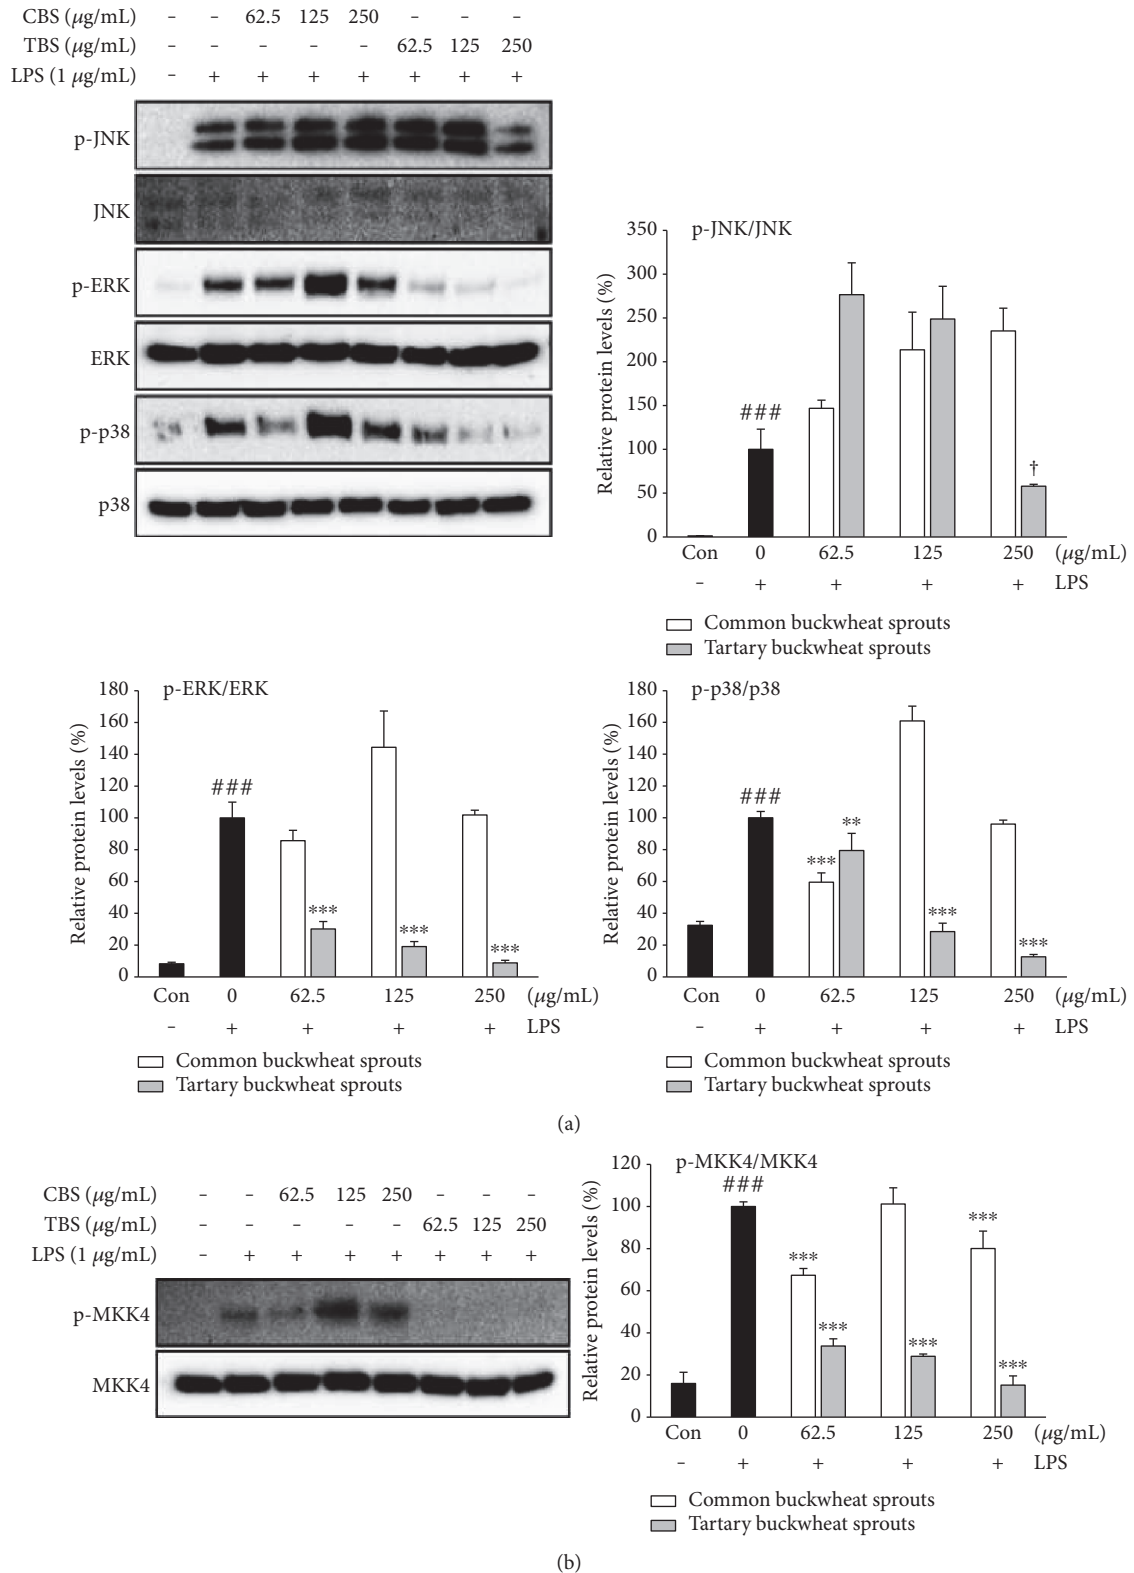 CBS (μg/mL) – – 62.5 125 250 – – –
TBS (μg/mL) – – – – – 62.5 125 250
LPS (1 μg/mL) – + + + + + + +
p-JNK
JNK
p-ERK
ERK
p-p38
p38
p-JNK/JNK
Relative protein levels (%)
350
300
250
200
150
100
50
0
###
†
Con 0 62.5 125 250 (μg/mL)
– + + + + LPS
Common buckwheat sprouts
Tartary buckwheat sprouts
p-ERK/ERK
Relative protein levels (%)
180
160
140
120
100
80
60
40
20
0
###
***
***
***
Con 0 62.5 125 250 (μg/mL)
– + + + + LPS
Common buckwheat sprouts
Tartary buckwheat sprouts
p-p38/p38
Relative protein levels (%)
180
160
140
120
100
80
60
40
20
0
###
***
**
***
***
Con 0 62.5 125 250 (μg/mL)
– + + + + LPS
Common buckwheat sprouts
Tartary buckwheat sprouts
(a)
CBS (μg/mL) – – 62.5 125 250 – – –
TBS (μg/mL) – – – – – 62.5 125 250
LPS (1 μg/mL) – + + + + + + +
p-MKK4
MKK4
p-MKK4/MKK4
Relative protein levels (%)
120
100
80
60
40
20
0
###
***
***
***
***
***
Con 0 62.5 125 250 (μg/mL)
– + + + + LPS
Common buckwheat sprouts
Tartary buckwheat sprouts
(b)